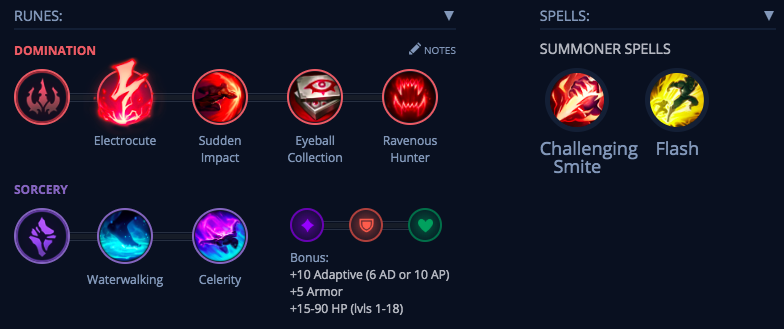 RUNES:
DOMINATION
NOTES
Electrocute
Sudden
Impact
Eyeball
Collection
Ravenous
Hunter
SORCERY
Waterwalking
Celerity
Bonus:
+10 Adaptive (6 AD or 10 AP)
+5 Armor
+15-90 HP (lvls 1-18)
SPELLS:
SUMMONER SPELLS
Challenging
Smite
Flash